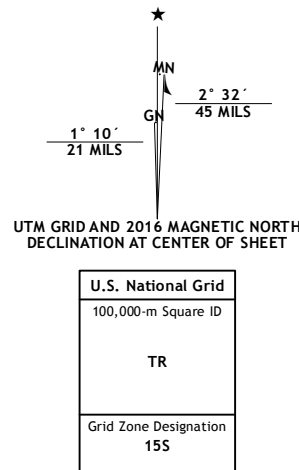 ★
MN
GN
2° 32´
45 MILS
1° 10´
21 MILS
UTM GRID AND 2016 MAGNETIC NORTH
DECLINATION AT CENTER OF SHEET
U.S. National Grid
100,000-m Square ID
TR
Grid Zone Designation
15S